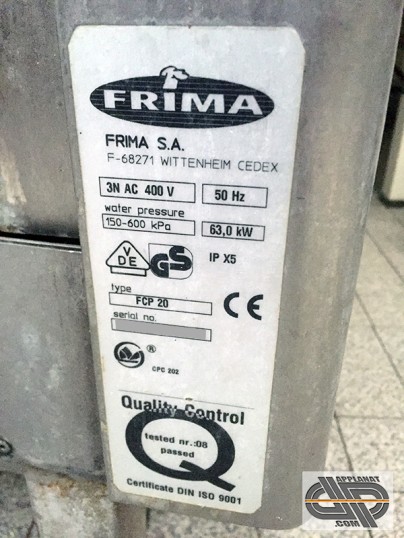 FRIMA
FRIMA S.A.
F-68271 WITTENHEIM CEDEX
3N AC 400 V 50 Hz
water pressure
150-600 kPa 63,0 kW
VDE GS IP X5
type
FCP 20 CE
serial no.
®
CPC 202
Quality Control
tested nr.:08
passed
Q
Certificate DIN ISO 9001
APPLANAT
.COM